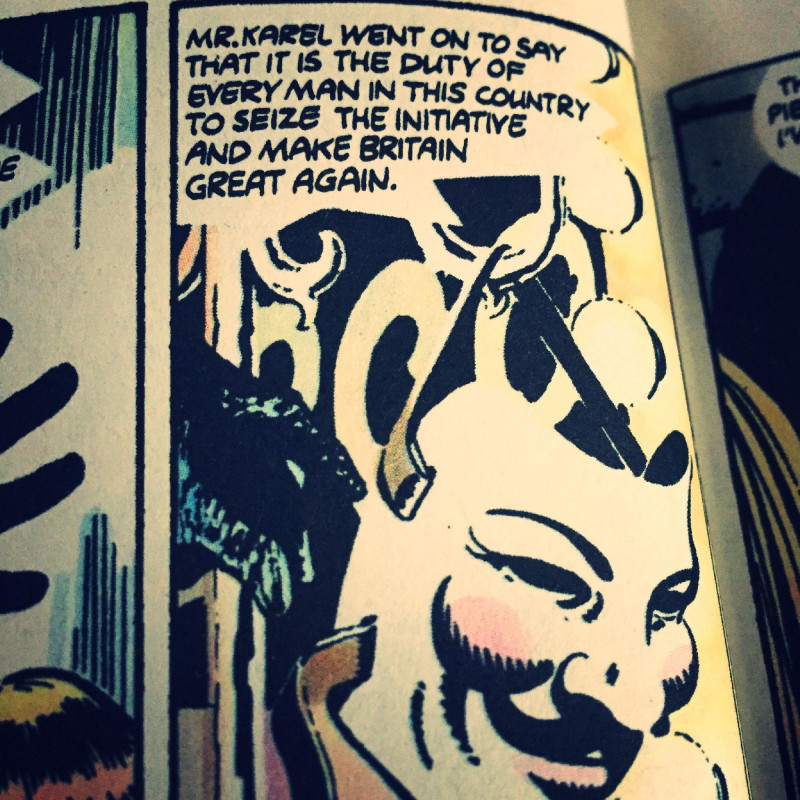 MR. KAREL WENT ON TO SAY
THAT IT IS THE DUTY OF
EVERY MAN IN THIS COUNTRY
TO SEIZE THE INITIATIVE
AND MAKE BRITAIN
GREAT AGAIN.